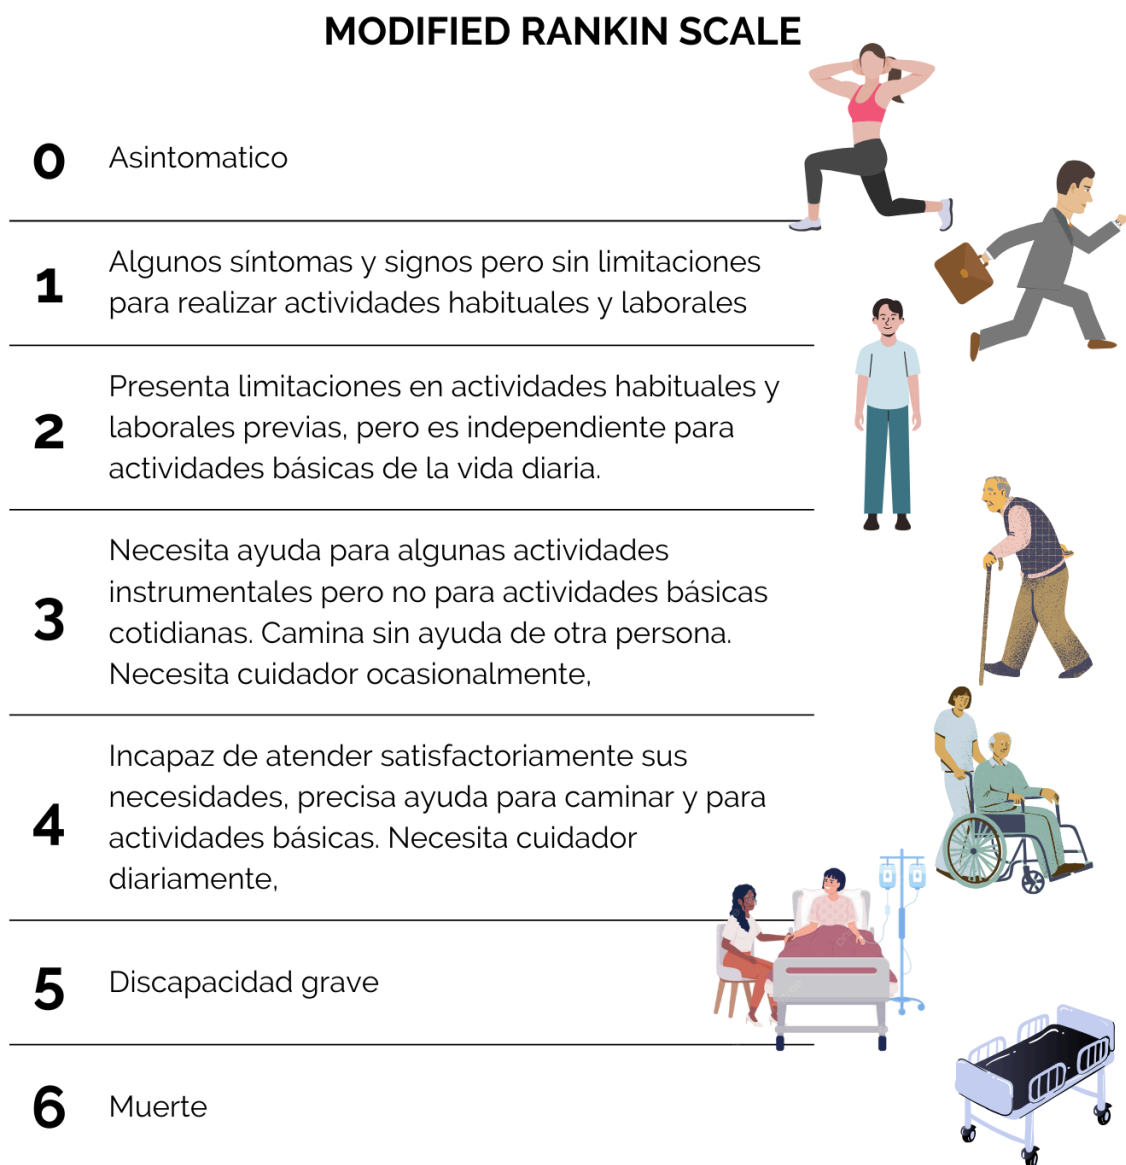 MODIFIED RANKIN SCALE
0
Asintomatico
1
Algunos síntomas y signos pero sin limitaciones
para realizar actividades habituales y laborales
2
Presenta limitaciones en actividades habituales y
laborales previas, pero es independiente para
actividades básicas de la vida diaria.
3
Necesita ayuda para algunas actividades
instrumentales pero no para actividades básicas
cotidianas. Camina sin ayuda de otra persona.
Necesita cuidador ocasionalmente,
4
Incapaz de atender satisfactoriamente sus
necesidades, precisa ayuda para caminar y para
actividades básicas. Necesita cuidador
diariamente,
5
Discapacidad grave
6
Muerte